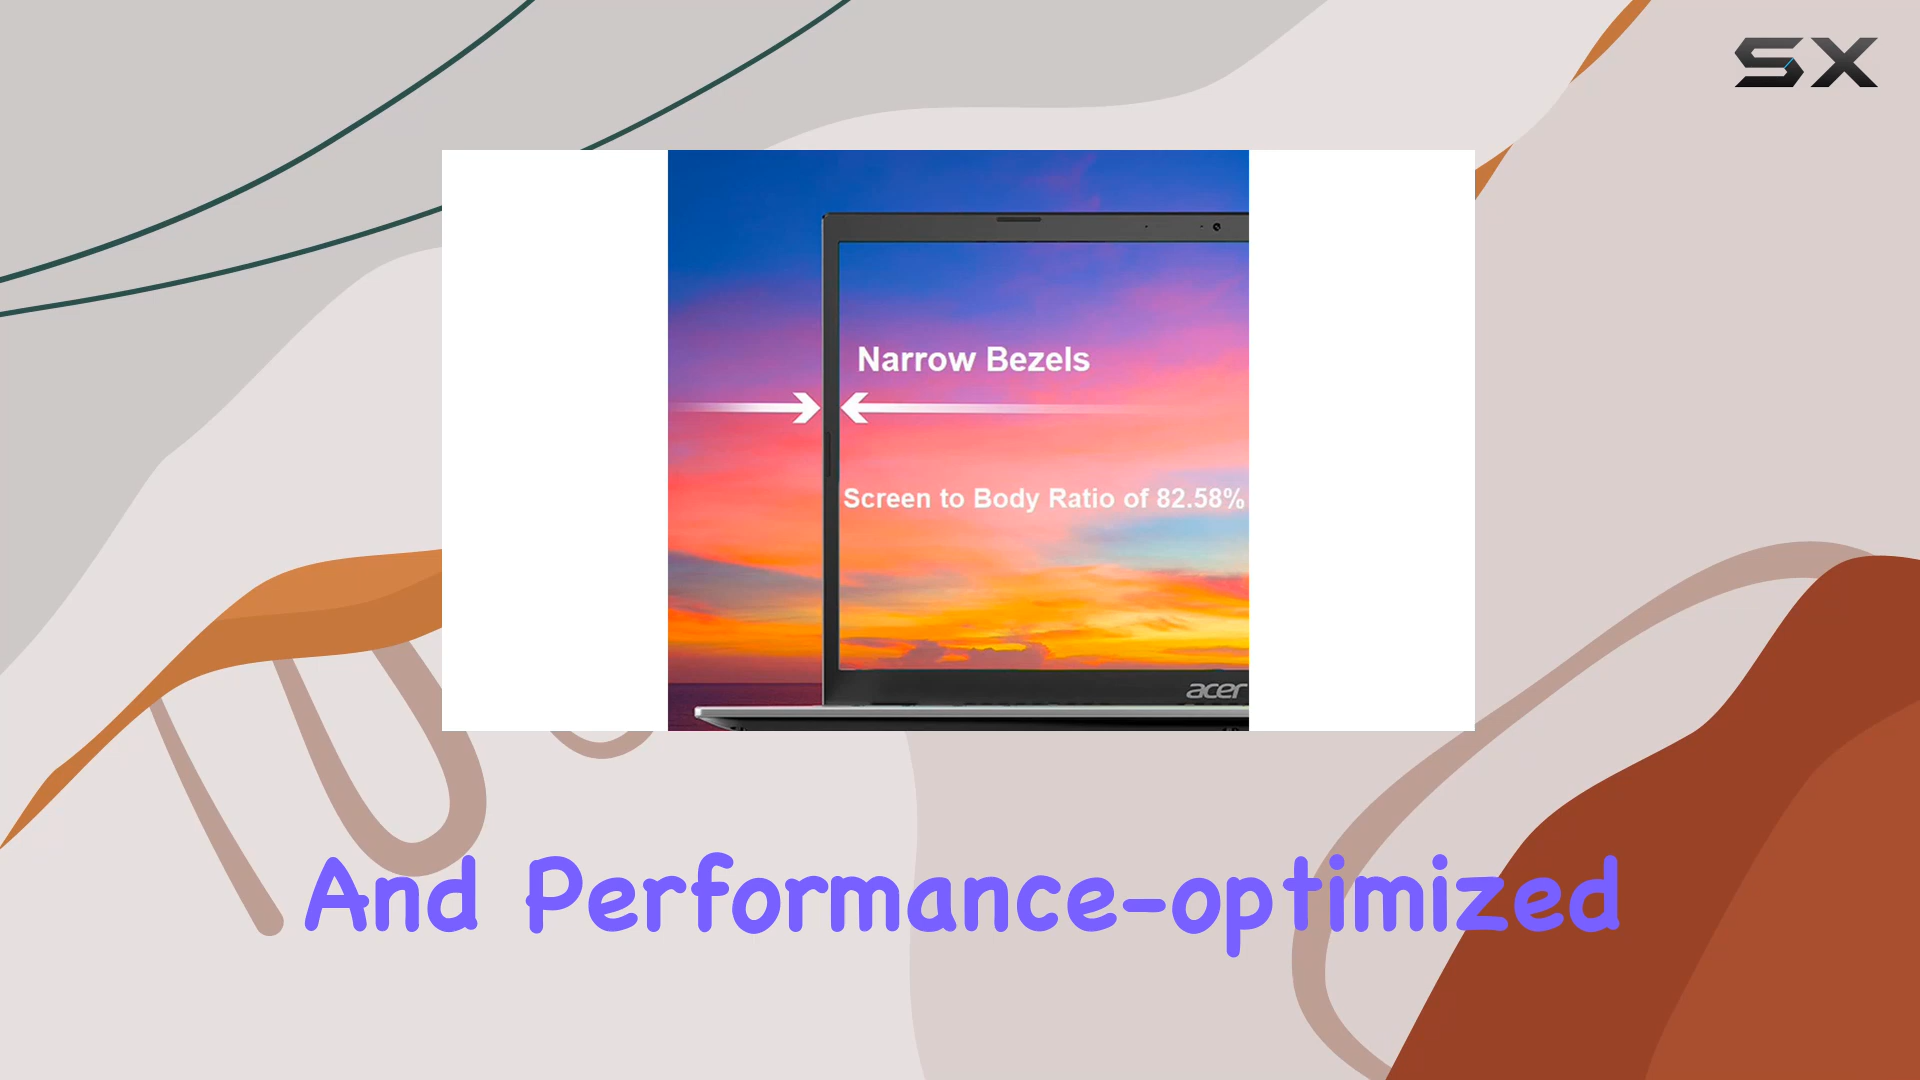 SX
Narrow Bezels
Screen to Body Ratio of 82.58%
acer
And Performance-optimized